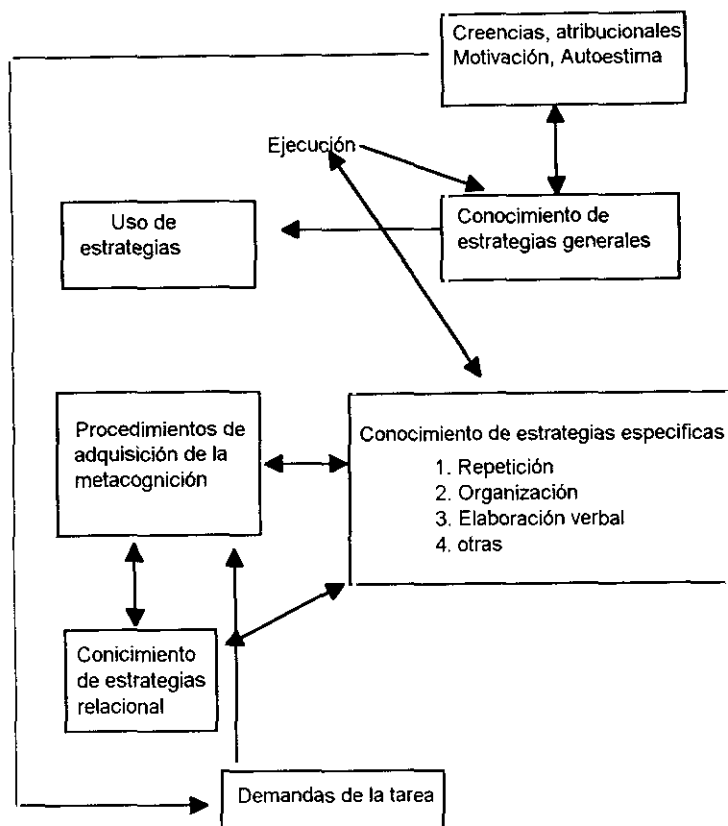 Creencias, atribucionales
Motivación, Autoestima
Ejecución
Uso de
estrategias
Conocimiento de
estrategias generales
Procedimientos de
adquisición de la
metacognición
Conocimiento de estrategias especificas
1. Repetición
2. Organización
3. Elaboración verbal
4. otras
Conicimiento
de estrategias
relacional
Demandas de la tarea